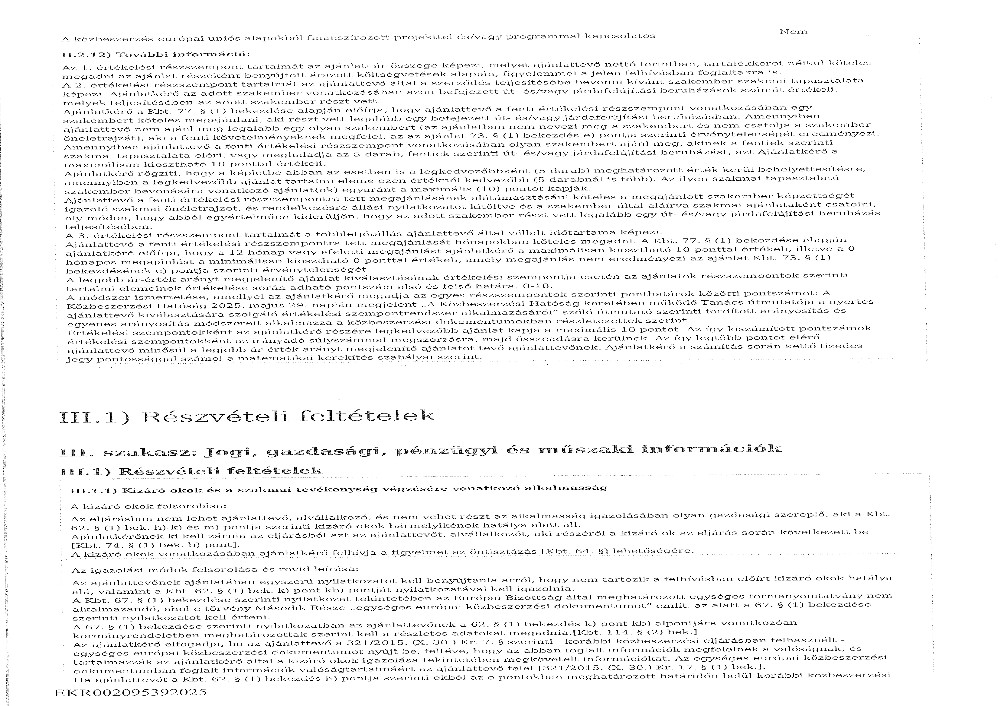 A közbeszerzés európai uniós alapokból finanszírozott projekttel és/vagy programmal kapcsolatos Nem
II.2.12) További információ:
Az 1. értékelési részszempont tartalmát az ajánlati ár összege képezi, melyet ajánlattevő nettó forintban, tartalékkeret nélkül köteles
megadni az ajánlat részeként benyújtott árazott költségvetések alapján, figyelemmel a jelen felhívásban foglaltakra is.
A 2. értékelési részszempont tartalmát az ajánlattevő által a szerződés teljesítésébe bevonni kívánt szakember szakmai tapasztalata
képezi. Ajánlatkérő az adott szakember vonatkozásában azon befejezett út- és/vagy járdafelújítási beruházások számát értékeli,
melyek teljesítésében az adott szakember részt vett.
Ajánlatkérő a Kbt. 77. § (1) bekezdése alapján előírja, hogy ajánlattevő a fenti értékelési részszempont vonatkozásában egy
szakembert köteles megajánlani, aki részt vett legalább egy befejezett út- és/vagy járdafelújítási beruházásban. Amennyiben
ajánlattevő nem ajánl meg legalább egy olyan szakembert (az ajánlatban nem nevezi meg a szakembert és nem csatolja a szakember
önéletrajzát), aki a fenti követelményeknek megfelel, az az ajánlat 73. § (1) bekezdés e) pontja szerinti érvénytelenségét eredményezi.
Amennyiben ajánlattevő a fenti értékelési részszempont vonatkozásában olyan szakembert ajánl meg, akinek a fentiek szerinti
szakmai tapasztalata eléri, vagy meghaladja az 5 darab, fentiek szerinti út- és/vagy járdafelújítási beruházást, azt Ajánlatkérő a
maximálisan kiosztható 10 ponttal értékeli.
Ajánlatkérő rögzíti, hogy a képletbe abban az esetben is a legkedvezőbbként (5 darab) meghatározott érték kerül behelyettesítésre,
amennyiben a legkedvezőbb ajánlat tartalmi eleme ezen értéknél kedvezőbb (5 darabnál is több). Az ilyen szakmai tapasztalatú
szakember bevonására vonatkozó ajánlat(ok) egyaránt a maximális (10) pontot kapják.
Ajánlattevő a fenti értékelési részszempontra tett megajánlásának alátámasztásául köteles a megajánlott szakember képzettségét
igazoló szakmai önéletrajzot, és rendelkezésre állási nyilatkozatot kitöltve és a szakember által aláírva szakmai ajánlataként csatolni,
oly módon, hogy abból egyértelműen kiderüljön, hogy az adott szakember részt vett legalább egy út- és/vagy járdafelújítási beruházás
teljesítésében.
A 3. értékelési részszempont tartalmát a többletjótállás ajánlattevő által vállalt időtartama képezi.
Ajánlattevő a fenti értékelési részszempontra tett megajánlását hónapokban köteles megadni. A Kbt. 77. § (1) bekezdése alapján
ajánlatkérő előírja, hogy a 12 hónap vagy afeletti megajánlást ajánlatkérő a maximálisan kiosztható 10 ponttal értékeli, illetve a 0
hónapos megajánlást a minimálisan kiosztható 0 ponttal értékeli, amely megajánlás nem eredményezi az ajánlat Kbt. 73. § (1)
bekezdésének e) pontja szerinti érvénytelenségét.
A legjobb ár-érték arányt megjelenítő ajánlat kiválasztásának értékelési szempontja esetén az ajánlatok részszempontok szerinti
tartalmi elemeinek értékelése során adható pontszám alsó és felső határa: 0-10.
A módszer ismertetése, amellyel az ajánlatkérő megadja az egyes részszempontok szerinti ponthatárok közötti pontszámot: A
Közbeszerzési Hatóság 2025. május 29. napján megjelent „A Közbeszerzési Hatóság keretében működő Tanács útmutatója a nyertes
ajánlattevő kiválasztására szolgáló értékelési szempontrendszer alkalmazásáról” szóló útmutató szerinti fordított arányosítás és
egyenes arányosítás módszereit alkalmazza a közbeszerzési dokumentumokban részletezettek szerint.
Értékelési szempontokként az ajánlatkérő részére legkedvezőbb ajánlat kapja a maximális 10 pontot. Az így kiszámított pontszámok
értékelési szempontokként az irányadó súlyszámmal megszorzásra, majd összeadásra kerülnek. Az így legtöbb pontot elérő
ajánlattevő minősül a legjobb ár-érték arányt megjelenítő ajánlatot tevő ajánlattevőnek. Ajánlatkérő a számítás során kettő tizedes
jegy pontossággal számol a matematikai kerekítés szabályai szerint.
III.1) Részvételi feltételek
III. szakasz: Jogi, gazdasági, pénzügyi és műszaki információk
III.1) Részvételi feltételek
III.1.1) Kizáró okok és a szakmai tevékenység végzésére vonatkozó alkalmasság
A kizáró okok felsorolása:
Az eljárásban nem lehet ajánlattevő, alvállalkozó, és nem vehet részt az alkalmasság igazolásában olyan gazdasági szereplő, aki a Kbt.
62. § (1) bek. h)-k) és m) pontja szerinti kizáró okok bármelyikének hatálya alatt áll.
Ajánlatkérőnek ki kell zárnia az eljárásból azt az ajánlattevőt, alvállalkozót, aki részéről a kizáró ok az eljárás során következett be
[Kbt. 74. § (1) bek. b) pont].
A kizáró okok vonatkozásában ajánlatkérő felhívja a figyelmet az öntisztázás [Kbt. 64. §] lehetőségére.
Az igazolási módok felsorolása és rövid leírása:
Az ajánlattevőnek ajánlatában egyszerű nyilatkozatot kell benyújtania arról, hogy nem tartozik a felhívásban előírt kizáró okok hatálya
alá, valamint a Kbt. 62. § (1) bek. k) pont kb) pontját nyilatkozatával kell igazolnia.
A Kbt. 67. § (1) bekezdése szerinti nyilatkozat tekintetében az Európai Bizottság által meghatározott egységes formanyomtatvány nem
alkalmazandó, ahol e törvény Második Része „egységes európai közbeszerzési dokumentumot” említ, az alatt a 67. § (1) bekezdése
szerinti nyilatkozatot kell érteni.
A 67. § (1) bekezdése szerinti nyilatkozatban az ajánlattevőnek a 62. § (1) bekezdés k) pont kb) alpontjára vonatkozóan
kormányrendeletben meghatározottak szerint kell a részletes adatokat megadnia.[Kbt. 114. § (2) bek.]
Az ajánlatkérő elfogadja, ha az ajánlattevő a 321/2015. (X. 30.) Kr. 7. § szerinti - korábbi közbeszerzési eljárásban felhasznált -
egységes európai közbeszerzési dokumentumot nyújt be, feltéve, hogy az abban foglalt információk megfelelnek a valóságnak, és
tartalmazzák az ajánlatkérő által a kizáró okok igazolása tekintetében megkövetelt információkat. Az egységes európai közbeszerzési
dokumentumban foglalt információk valóságtartalmáért az ajánlattevő felel [321/2015. (X. 30.) Kr. 17. § (1) bek.].
Ha ajánlattevőt a Kbt. 62. § (1) bekezdés h) pontja szerinti okból az e pontokban meghatározott határidőn belül korábbi közbeszerzési
EKR002095392025